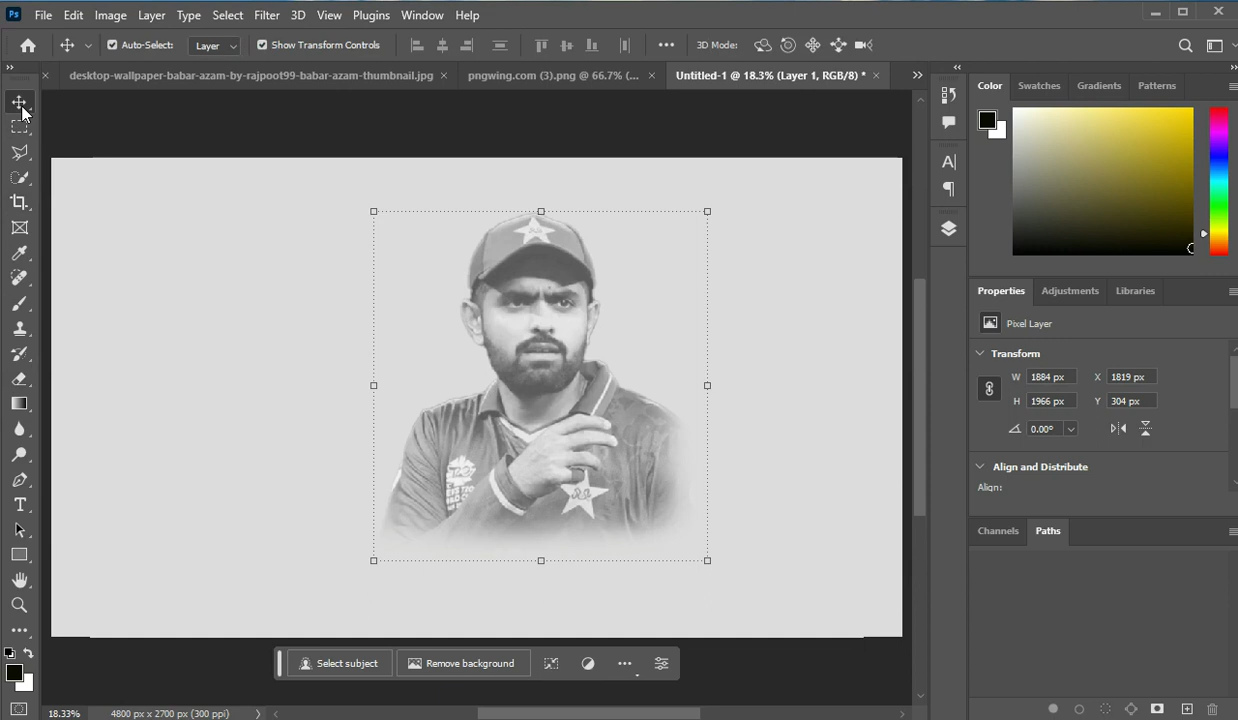 Ps File Edit Image Layer Type Select Filter 3D View Plugins Window Help
Auto-Select: Layer Show Transform Controls 3D Mode:
desktop-wallpaper-babar-azam-by-rajpoot99-babar-azam-thumbnail.jpg × pngwing.com (3).png @ 66.7% (... × Untitled-1 @ 18.3% (Layer 1, RGB/8) * ×
Color Swatches Gradients Patterns
Properties Adjustments Libraries
Pixel Layer
Transform
W 1884 px X 1819 px
H 1966 px Y 304 px
0.00°
Align and Distribute
Align:
Channels Paths
Select subject Remove background
18.33% 4800 px x 2700 px (300 ppi)